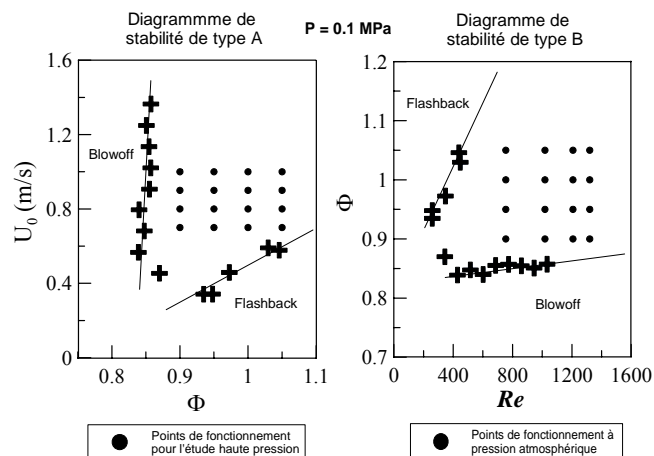 Diagrammme de
stabilité de type A
P = 0.1 MPa
Diagramme de
stabilité de type B
1.6
1.2
0.8
0.4
0
U0 (m/s)
Blowoff
Flashback
0.8
0.9
1
1.1
Φ
Points de fonctionnement
pour l'étude haute pression
1.2
1.1
1.0
0.9
0.8
0.7
Φ
Flashback
Blowoff
0
400
800
1200
1600
Re
Points de fonctionnement à
pression atmosphérique